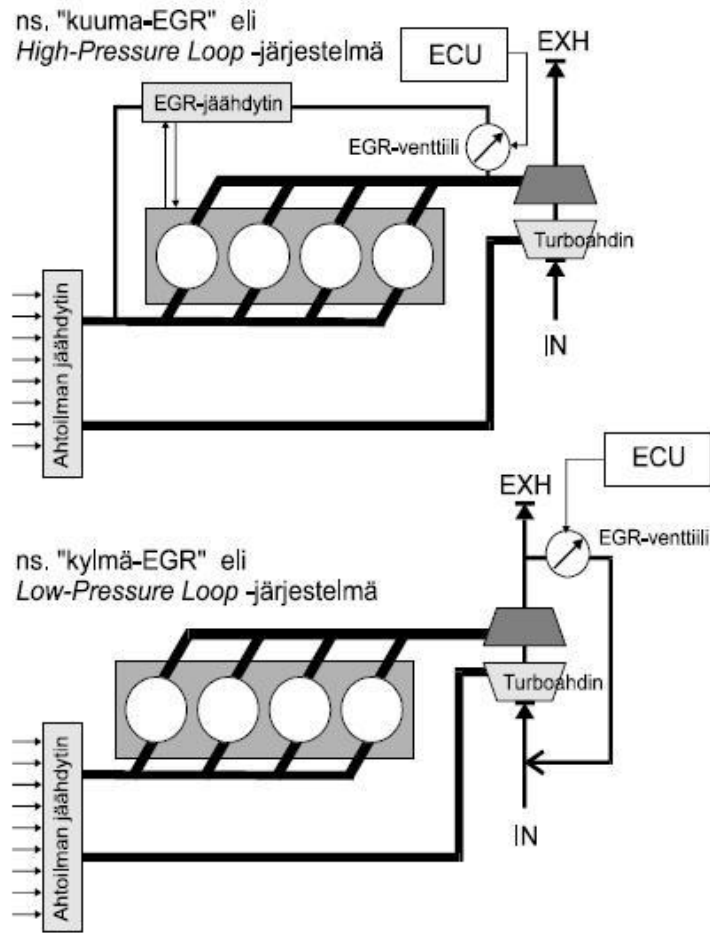 ns. "kuuma-EGR" eli
High-Pressure Loop -järjestelmä
ECU
EXH
EGR-jäähdytin
EGR-venttiili
Turboahdin
Ahtoilman jäähdytin
IN
ECU
EXH
EGR-venttiili
ns. "kylmä-EGR" eli
Low-Pressure Loop -järjestelmä
Turboahdin
Ahtoilman jäähdytin
IN